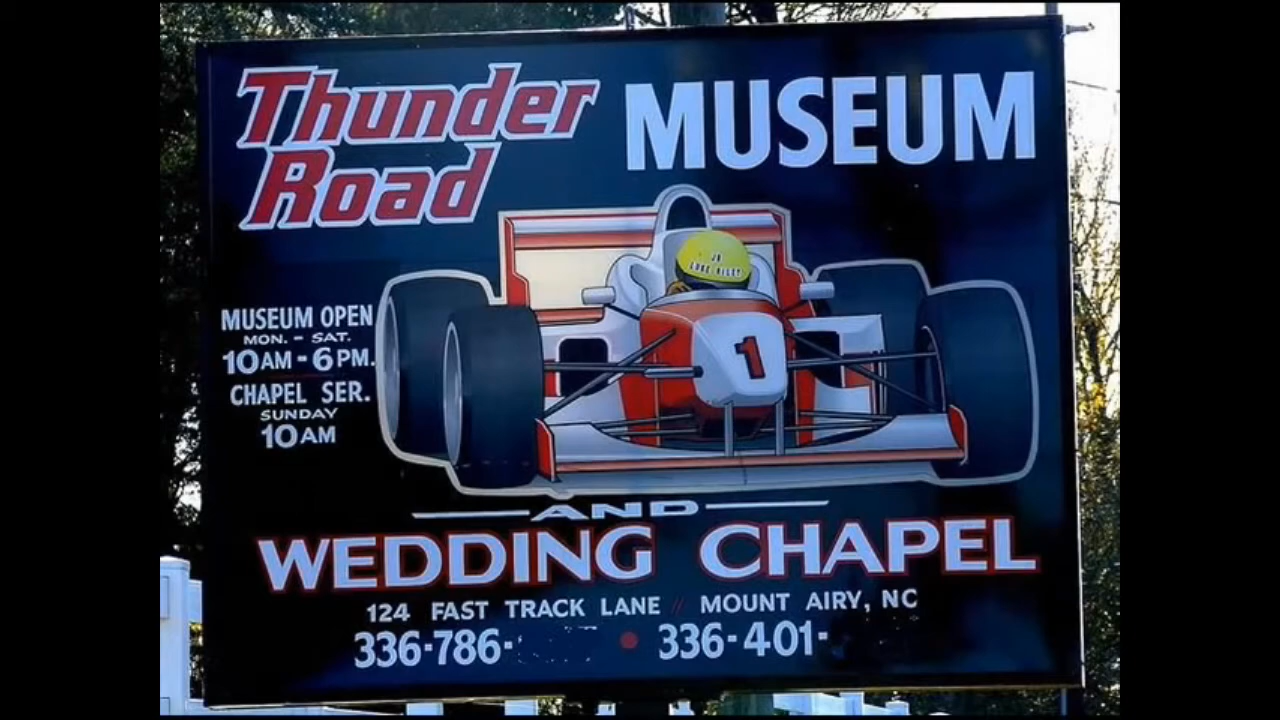 Thunder
Road
MUSEUM
MUSEUM OPEN
MON. - SAT.
10AM - 6PM.
CHAPEL SER.
SUNDAY
10AM
1
AND
WEDDING CHAPEL
124 FAST TRACK LANE // MOUNT AIRY, NC
336-786- • 336-401-